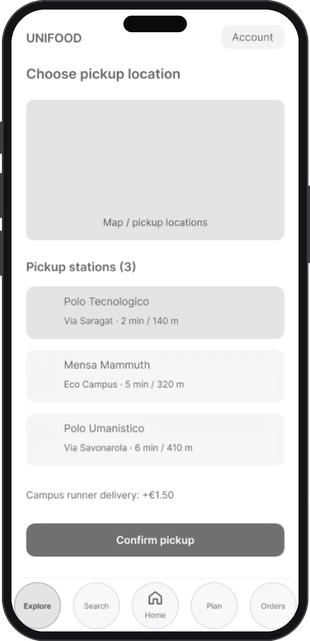 UNIFOOD
Account
Choose pickup location
Map / pickup locations
Pickup stations (3)
Polo Tecnologico
Via Saragat · 2 min / 140 m
Mensa Mammuth
Eco Campus · 5 min / 320 m
Polo Umanistico
Via Savonarola · 6 min / 410 m
Campus runner delivery: +€1.50
Confirm pickup
Explore
Search
Home
Plan
Orders